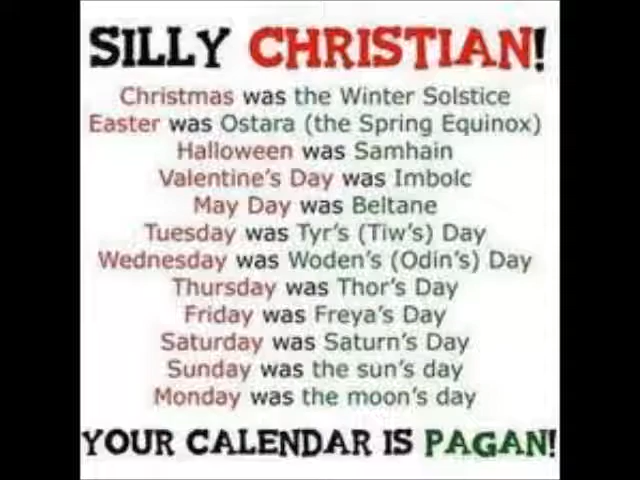 SILLY CHRISTIAN!
Christmas was the Winter Solstice
Easter was Ostara (the Spring Equinox)
Halloween was Samhain
Valentine's Day was Imbolc
May Day was Beltane
Tuesday was Tyr's (Tiw's) Day
Wednesday was Woden's (Odin's) Day
Thursday was Thor's Day
Friday was Freya's Day
Saturday was Saturn's Day
Sunday was the sun's day
Monday was the moon's day
YOUR CALENDAR IS PAGAN!